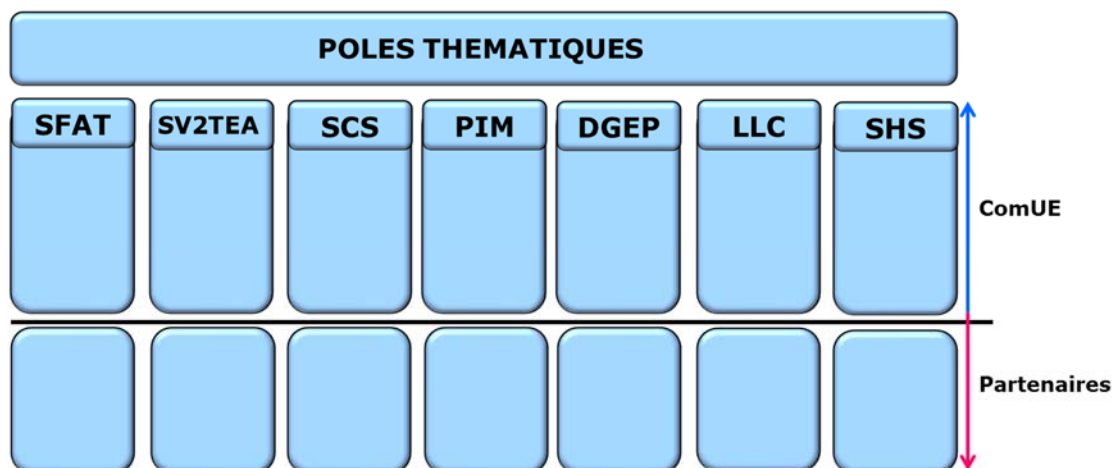 POLES THEMATIQUES
SFAT
SV2TEA
SCS
PIM
DGEP
LLC
SHS
ComUE
Partenaires